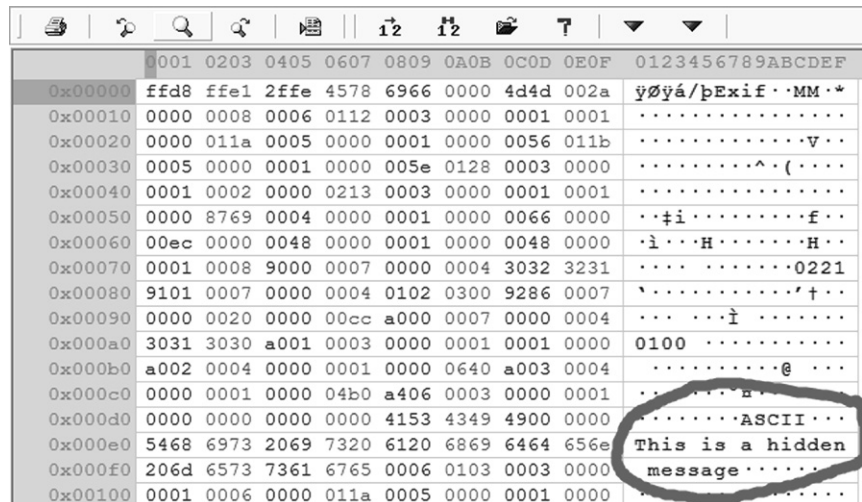 0001 0203 0405 0607 0809 0A0B 0C0D 0E0F 0123456789ABCDEF
0x00000 ffd8 ffe1 2ffe 4578 6966 0000 4d4d 002a ÿØÿá/þExif··MM·*
0x00010 0000 0008 0006 0112 0003 0000 0001 0001 ················
0x00020 0000 011a 0005 0000 0001 0000 0056 011b ·············V··
0x00030 0005 0000 0001 0000 005e 0128 0003 0000 ·········^·(····
0x00040 0001 0002 0000 0213 0003 0000 0001 0001 ················
0x00050 0000 8769 0004 0000 0001 0000 0066 0000 ··‡i·········f··
0x00060 00ec 0000 0048 0000 0001 0000 0048 0000 ·ì···H·······H··
0x00070 0001 0008 9000 0007 0000 0004 3032 3231 ···· ·······0221
0x00080 9101 0007 0000 0004 0102 0300 9286 0007 ‘···········’†··
0x00090 0000 0020 0000 00cc a000 0007 0000 0004 ··· ···Ì ·······
0x000a0 3031 3030 a001 0003 0000 0001 0001 0000 0100 ···········
0x000b0 a002 0004 0000 0001 0000 0640 a003 0004 ··········@ ···
0x000c0 0000 0001 0000 04b0 a406 0003 0000 0001 ·······°¤·······
0x000d0 0000 0000 0000 0000 4153 4349 4900 0000 ········ASCII···
0x000e0 5468 6973 2069 7320 6120 6869 6464 656e This is a hidden
0x000f0 206d 6573 7361 6765 0006 0103 0003 0000 message········
0x00100 0001 0006 0000 011a 0005 0000 0001 0000 ················